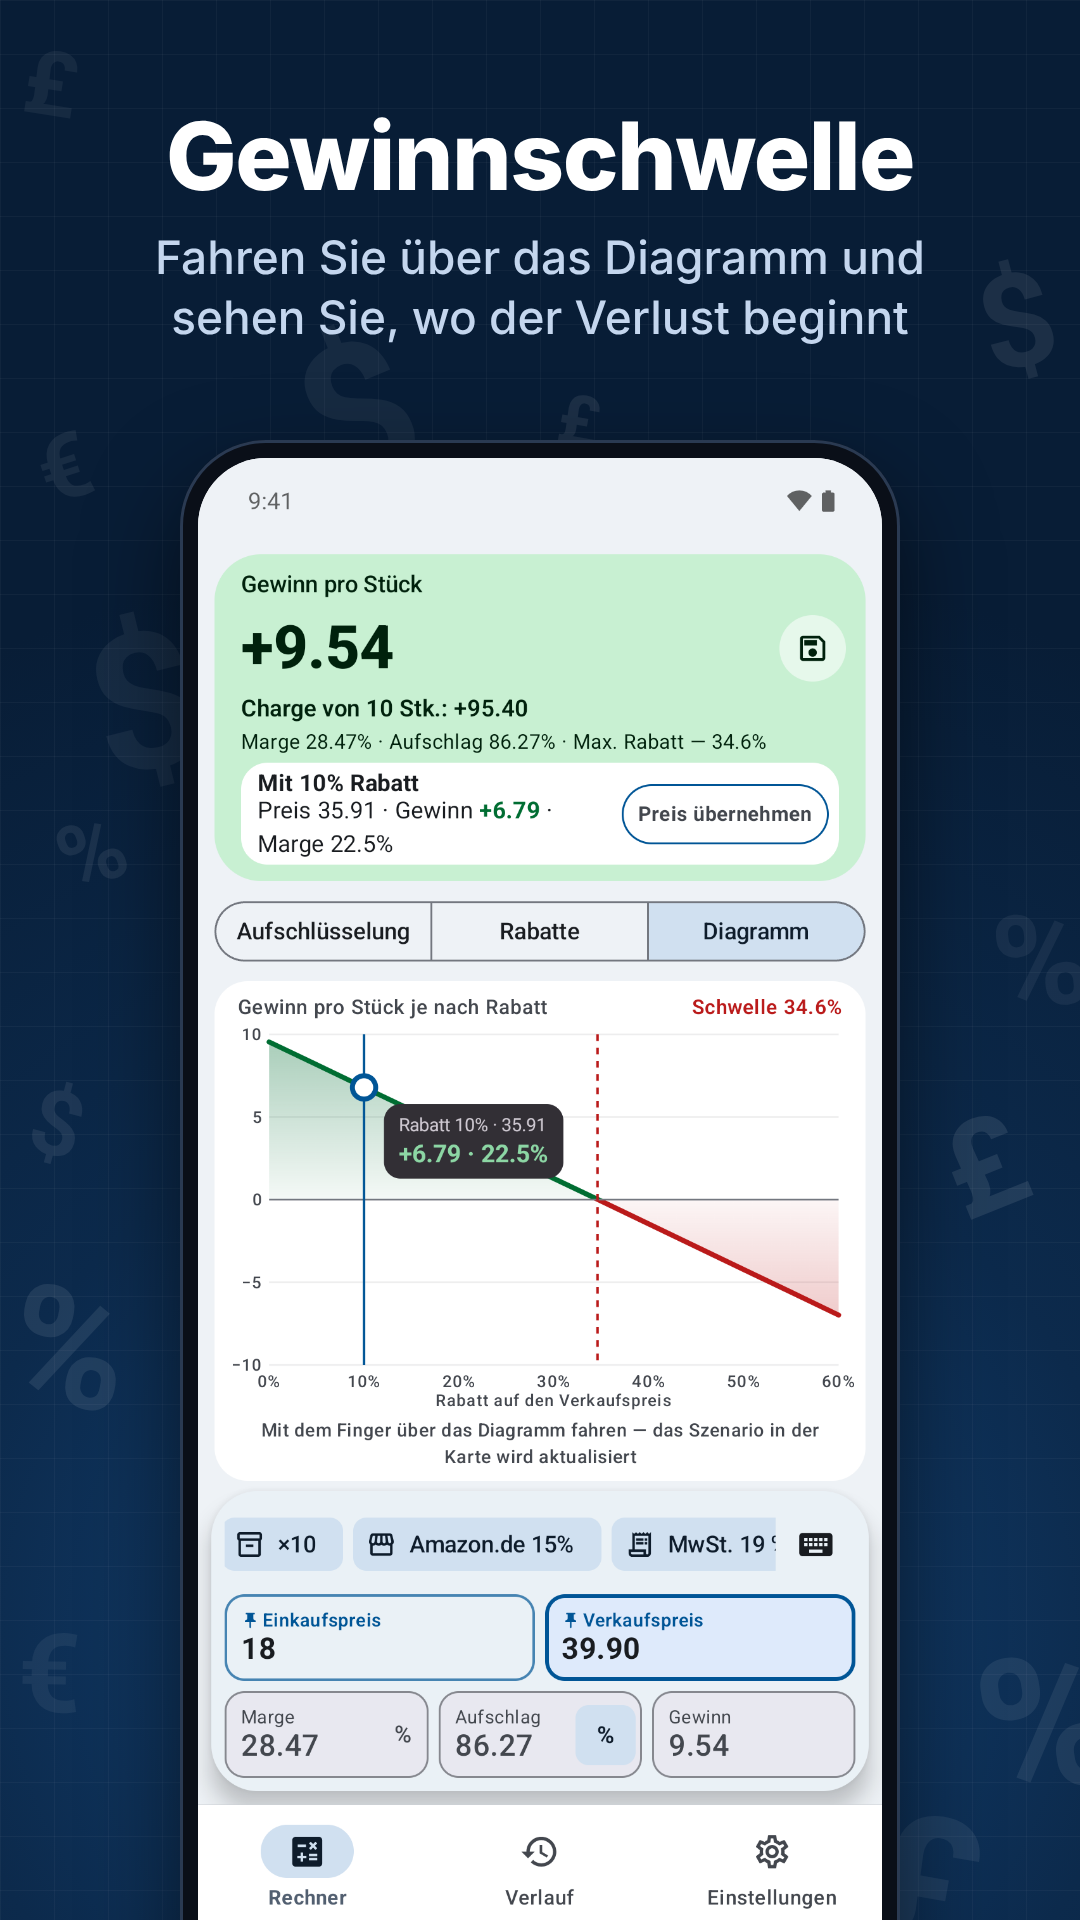 Gewinnschwelle
Fahren Sie über das Diagramm und
sehen Sie, wo der Verlust beginnt
9:41
Gewinn pro Stück
+9.54
Charge von 10 Stk.: +95.40
Marge 28.47% · Aufschlag 86.27% · Max. Rabatt — 34.6%
Mit 10% Rabatt
Preis 35.91 · Gewinn +6.79 ·
Marge 22.5%
Preis übernehmen
Aufschlüsselung
Rabatte
Diagramm
Gewinn pro Stück je nach Rabatt
Schwelle 34.6%
10
5
0
−5
−10
Rabatt 10% · 35.91
+6.79 · 22.5%
0%
10%
20%
30%
40%
50%
60%
Rabatt auf den Verkaufspreis
Mit dem Finger über das Diagramm fahren — das Szenario in der
Karte wird aktualisiert
×10
Amazon.de 15%
MwSt. 19
Einkaufspreis
18
Verkaufspreis
39.90
Marge
28.47
%
Aufschlag
86.27
%
Gewinn
9.54
Rechner
Verlauf
Einstellungen